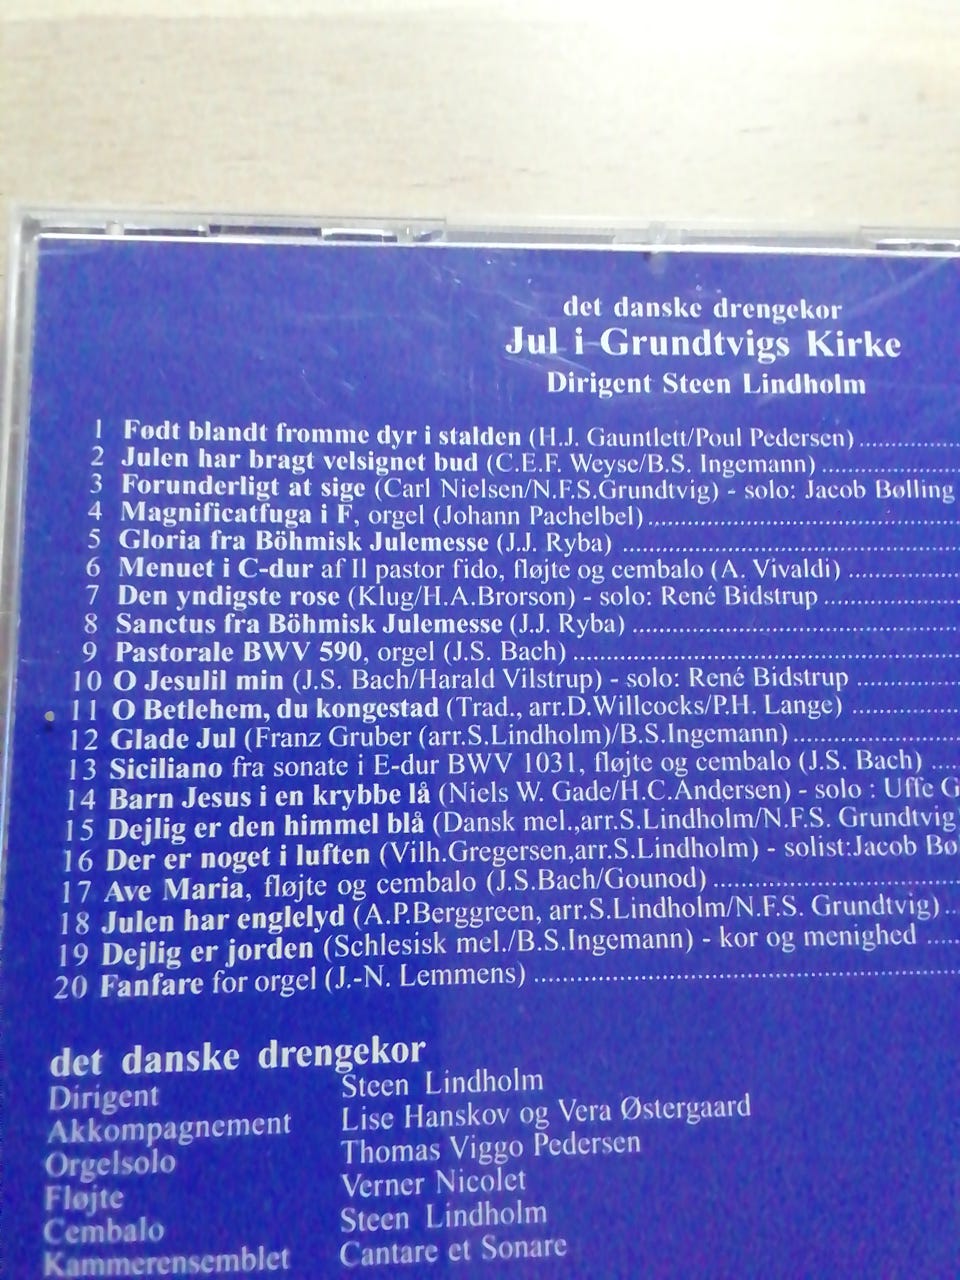 det danske drengekor
Jul i Grundtvigs Kirke
Dirigent Steen Lindholm
1 Født blandt fromme dyr i stalden (H.J. Gauntlett/Poul Pedersen)
2 Julen har bragt velsignet bud (C.E.F. Weyse/B.S. Ingemann)
3 Forunderligt at sige (Carl Nielsen/N.F.S.Grundtvig) - solo: Jacob Bølling
4 Magnificatfuga i F, orgel (Johann Pachelbel)
5 Gloria fra Böhmisk Julemesse (J.J. Ryba)
6 Menuet i C-dur af Il pastor fido, fløjte og cembalo (A. Vivaldi)
7 Den yndigste rose (Klug/H.A.Brorson) - solo: René Bidstrup
8 Sanctus fra Böhmisk Julemesse (J.J. Ryba)
9 Pastorale BWV 590, orgel (J.S. Bach)
10 O Jesulil min (J.S. Bach/Harald Vilstrup) - solo: René Bidstrup
11 O Betlehem, du kongestad (Trad., arr.D.Willcocks/P.H. Lange)
12 Glade Jul (Franz Gruber (arr.S.Lindholm)/B.S.Ingemann)
13 Siciliano fra sonate i E-dur BWV 1031, fløjte og cembalo (J.S. Bach)
14 Barn Jesus i en krybbe lå (Niels W. Gade/H.C.Andersen) - solo : Uffe G
15 Dejlig er den himmel blå (Dansk mel.,arr.S.Lindholm/N.F.S. Grundtvig
16 Der er noget i luften (Vilh.Gregersen,arr.S.Lindholm) - solist:Jacob Bø
17 Ave Maria, fløjte og cembalo (J.S.Bach/Gounod)
18 Julen har englelyd (A.P.Berggreen, arr.S.Lindholm/N.F.S. Grundtvig)
19 Dejlig er jorden (Schlesisk mel./B.S.Ingemann) - kor og menighed
20 Fanfare for orgel (J.-N. Lemmens)
det danske drengekor
Dirigent Steen Lindholm
Akkompagnement Lise Hanskov og Vera Østergaard
Orgelsolo Thomas Viggo Pedersen
Fløjte Verner Nicolet
Cembalo Steen Lindholm
Kammerensemblet Cantare et Sonare